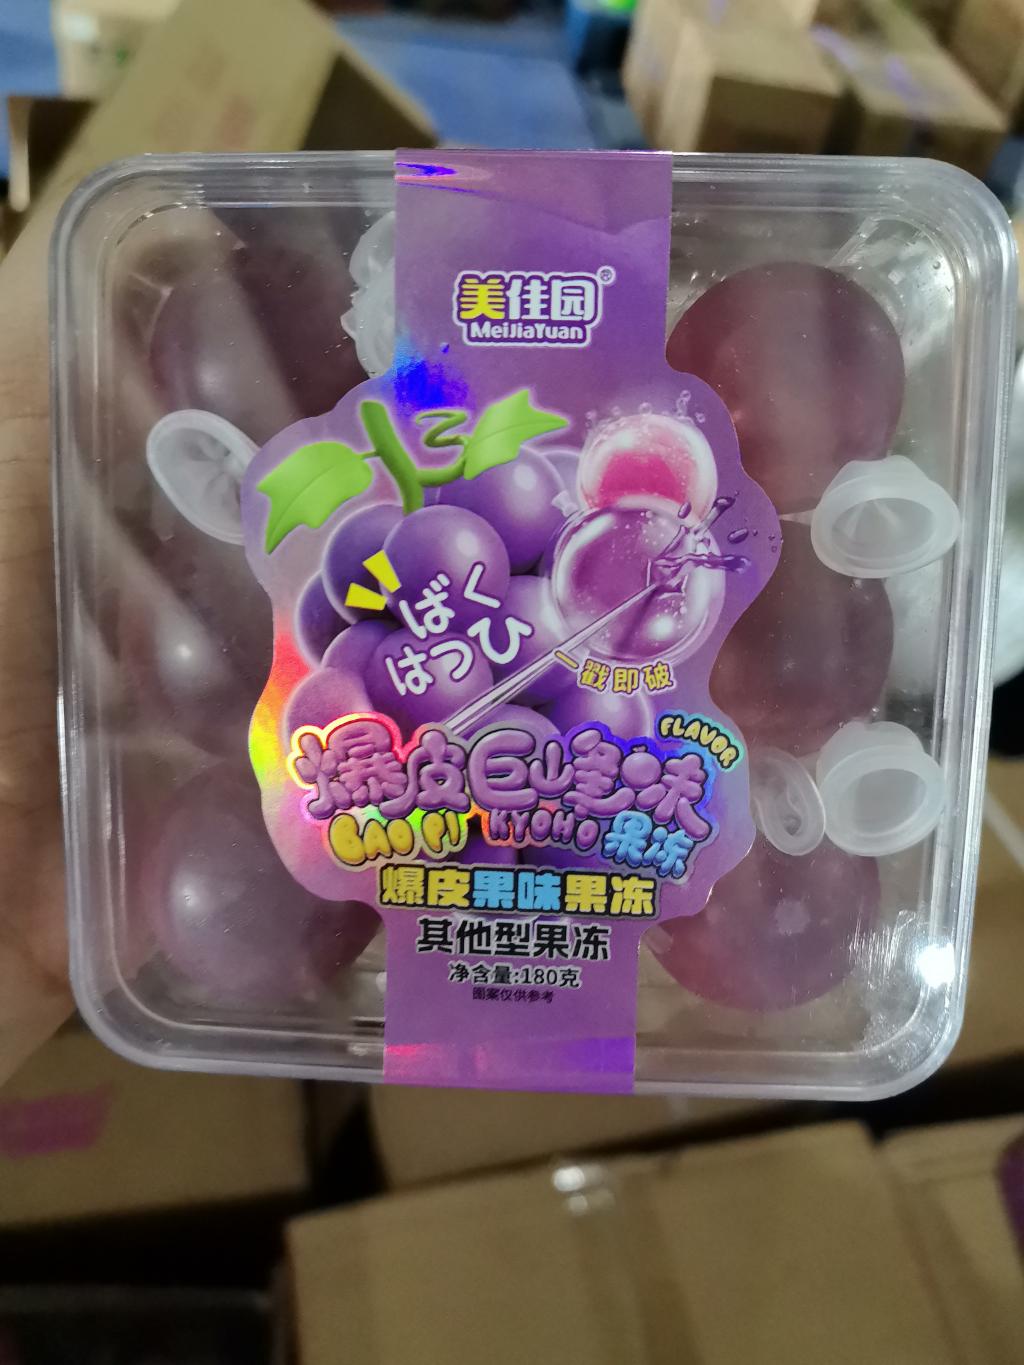 美佳园®
MeiJiaYuan
ばくはつひ
一戳即破
FLAVOR
爆皮巨峰味
BAO PI KYOHO 果冻
爆皮果味果冻
其他型果冻
净含量:180克
图案仅供参考